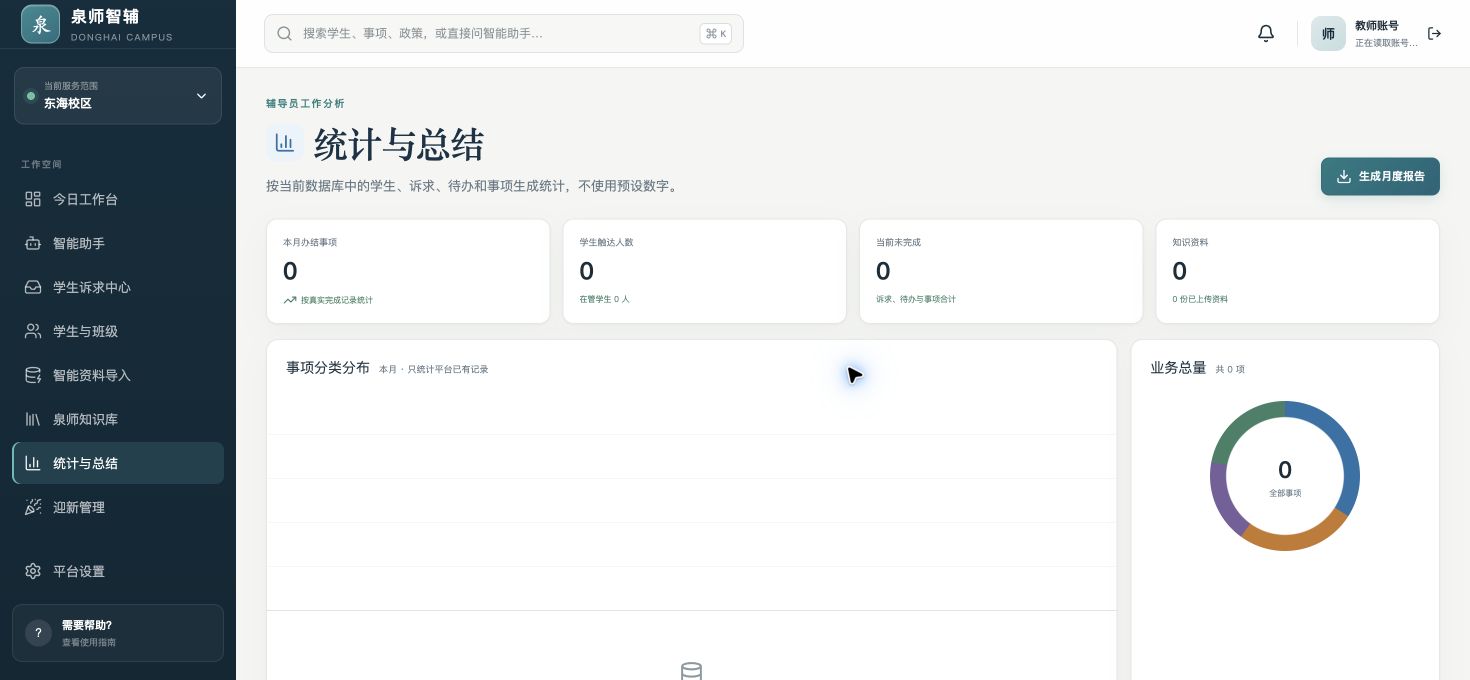 泉
泉师智辅
DONGHAI CAMPUS
当前服务范围
东海校区
工作空间
今日工作台
智能助手
学生诉求中心
学生与班级
智能资料导入
泉师知识库
统计与总结
迎新管理
平台设置
?
需要帮助?
查看使用指南
搜索学生、事项、政策，或直接问智能助手...
⌘ K
师
教师账号
正在读取账号...
辅导员工作分析
统计与总结
按当前数据库中的学生、诉求、待办和事项生成统计，不使用预设数字。
生成月度报告
本月办结事项
0
按真实完成记录统计
学生触达人数
0
在管学生 0 人
当前未完成
0
诉求、待办与事项合计
知识资料
0
0 份已上传资料
事项分类分布 本月 · 只统计平台已有记录
业务总量 共 0 项
0
全部事项